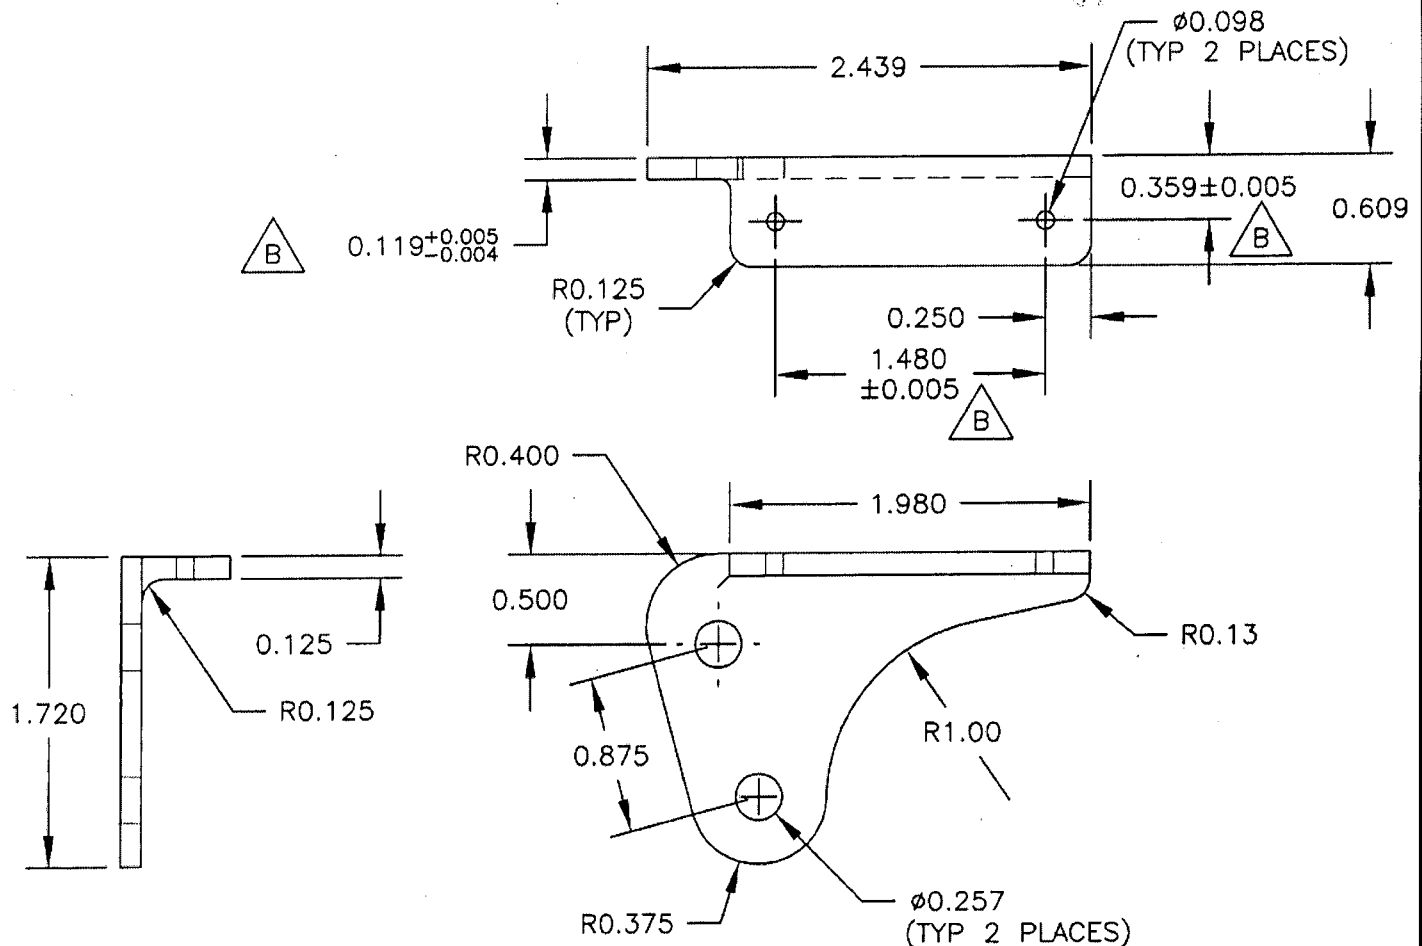 ø0.098
(TYP 2 PLACES)
2.439
0.359±0.005
0.609
B
B
0.119+0.005
-0.004
R0.125
(TYP)
0.250
1.480
±0.005
B
R0.400
1.980
0.500
0.125
R0.13
R0.125
1.720
R1.00
0.875
ø0.257
(TYP 2 PLACES)
R0.375